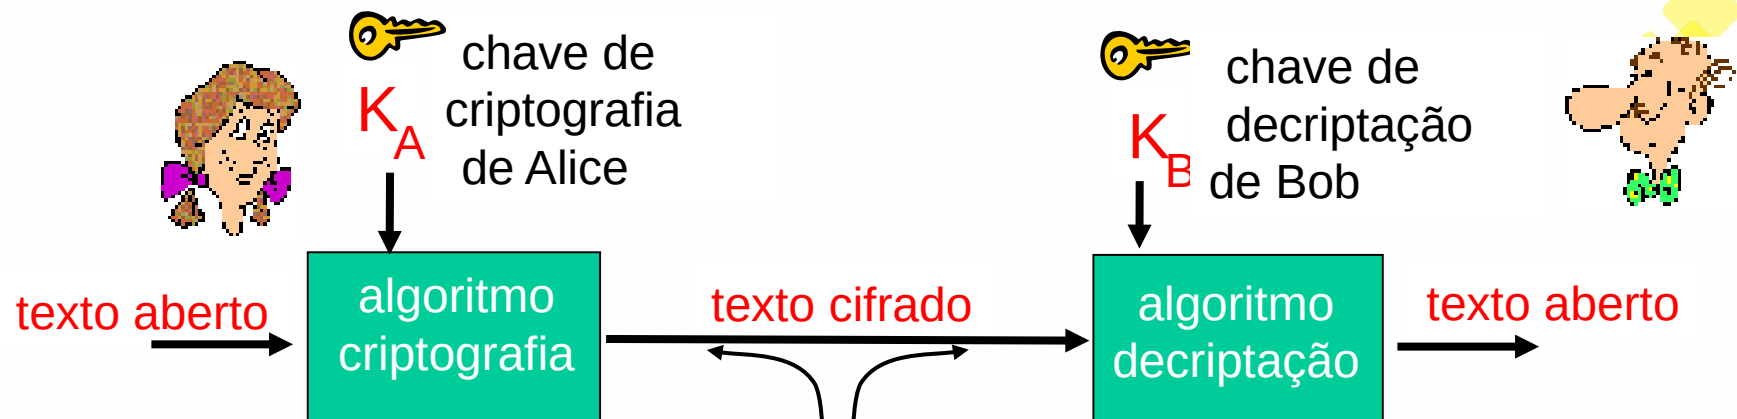 chave de
criptografia
de Alice
K
A
chave de
decriptação
de Bob
K
B
texto aberto
algoritmo
criptografia
texto cifrado
algoritmo
decriptação
texto aberto